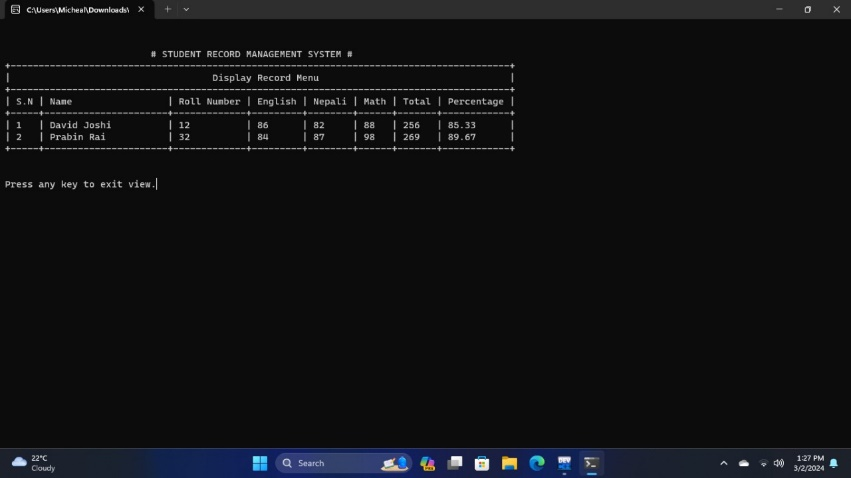 C:\Users\Micheal\Downloads\
# STUDENT RECORD MANAGEMENT SYSTEM #
Display Record Menu
| S.N | Name | Roll Number | English | Nepali | Math | Total | Percentage |
| 1 | David Joshi | 12 | 86 | 82 | 88 | 256 | 85.33 |
| 2 | Prabin Rai | 32 | 84 | 87 | 98 | 269 | 89.67 |
Press any key to exit view.
22°C
Cloudy
Search
DEV
1:27 PM
3/2/2024